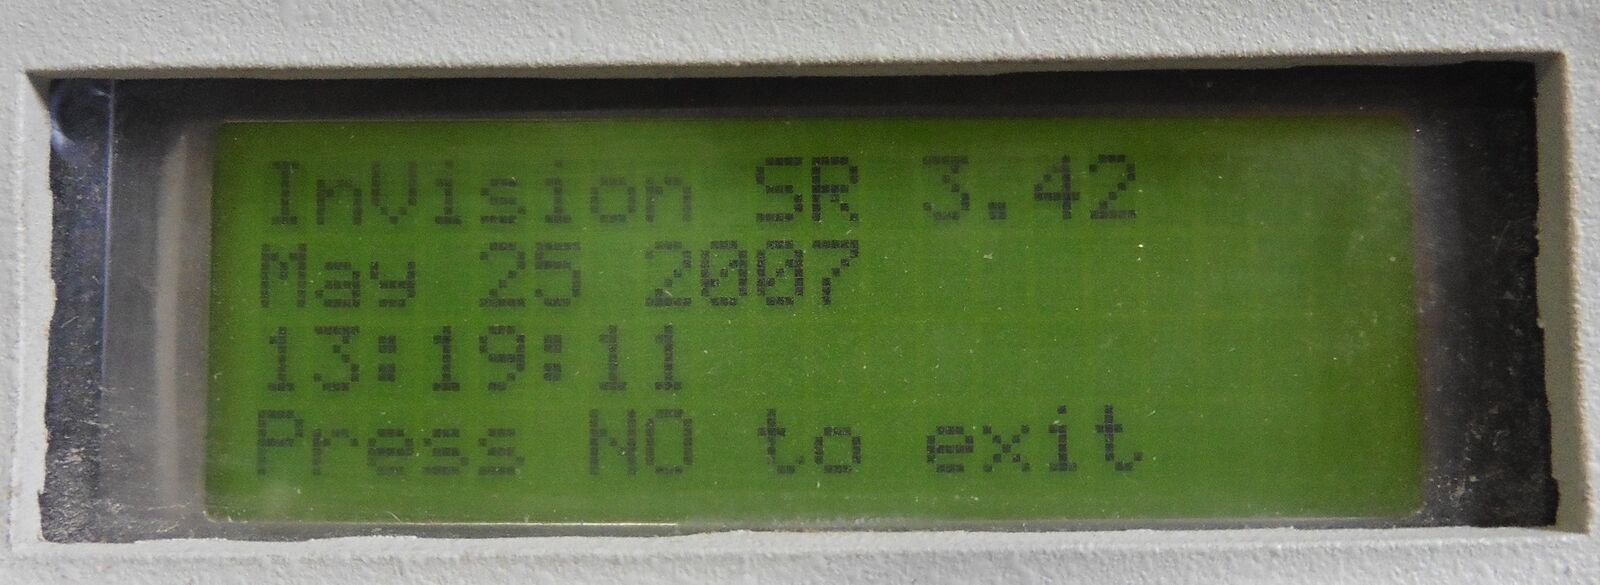 InVision SR 3.42
May 25 2007
13:19:11
Press NO to exit